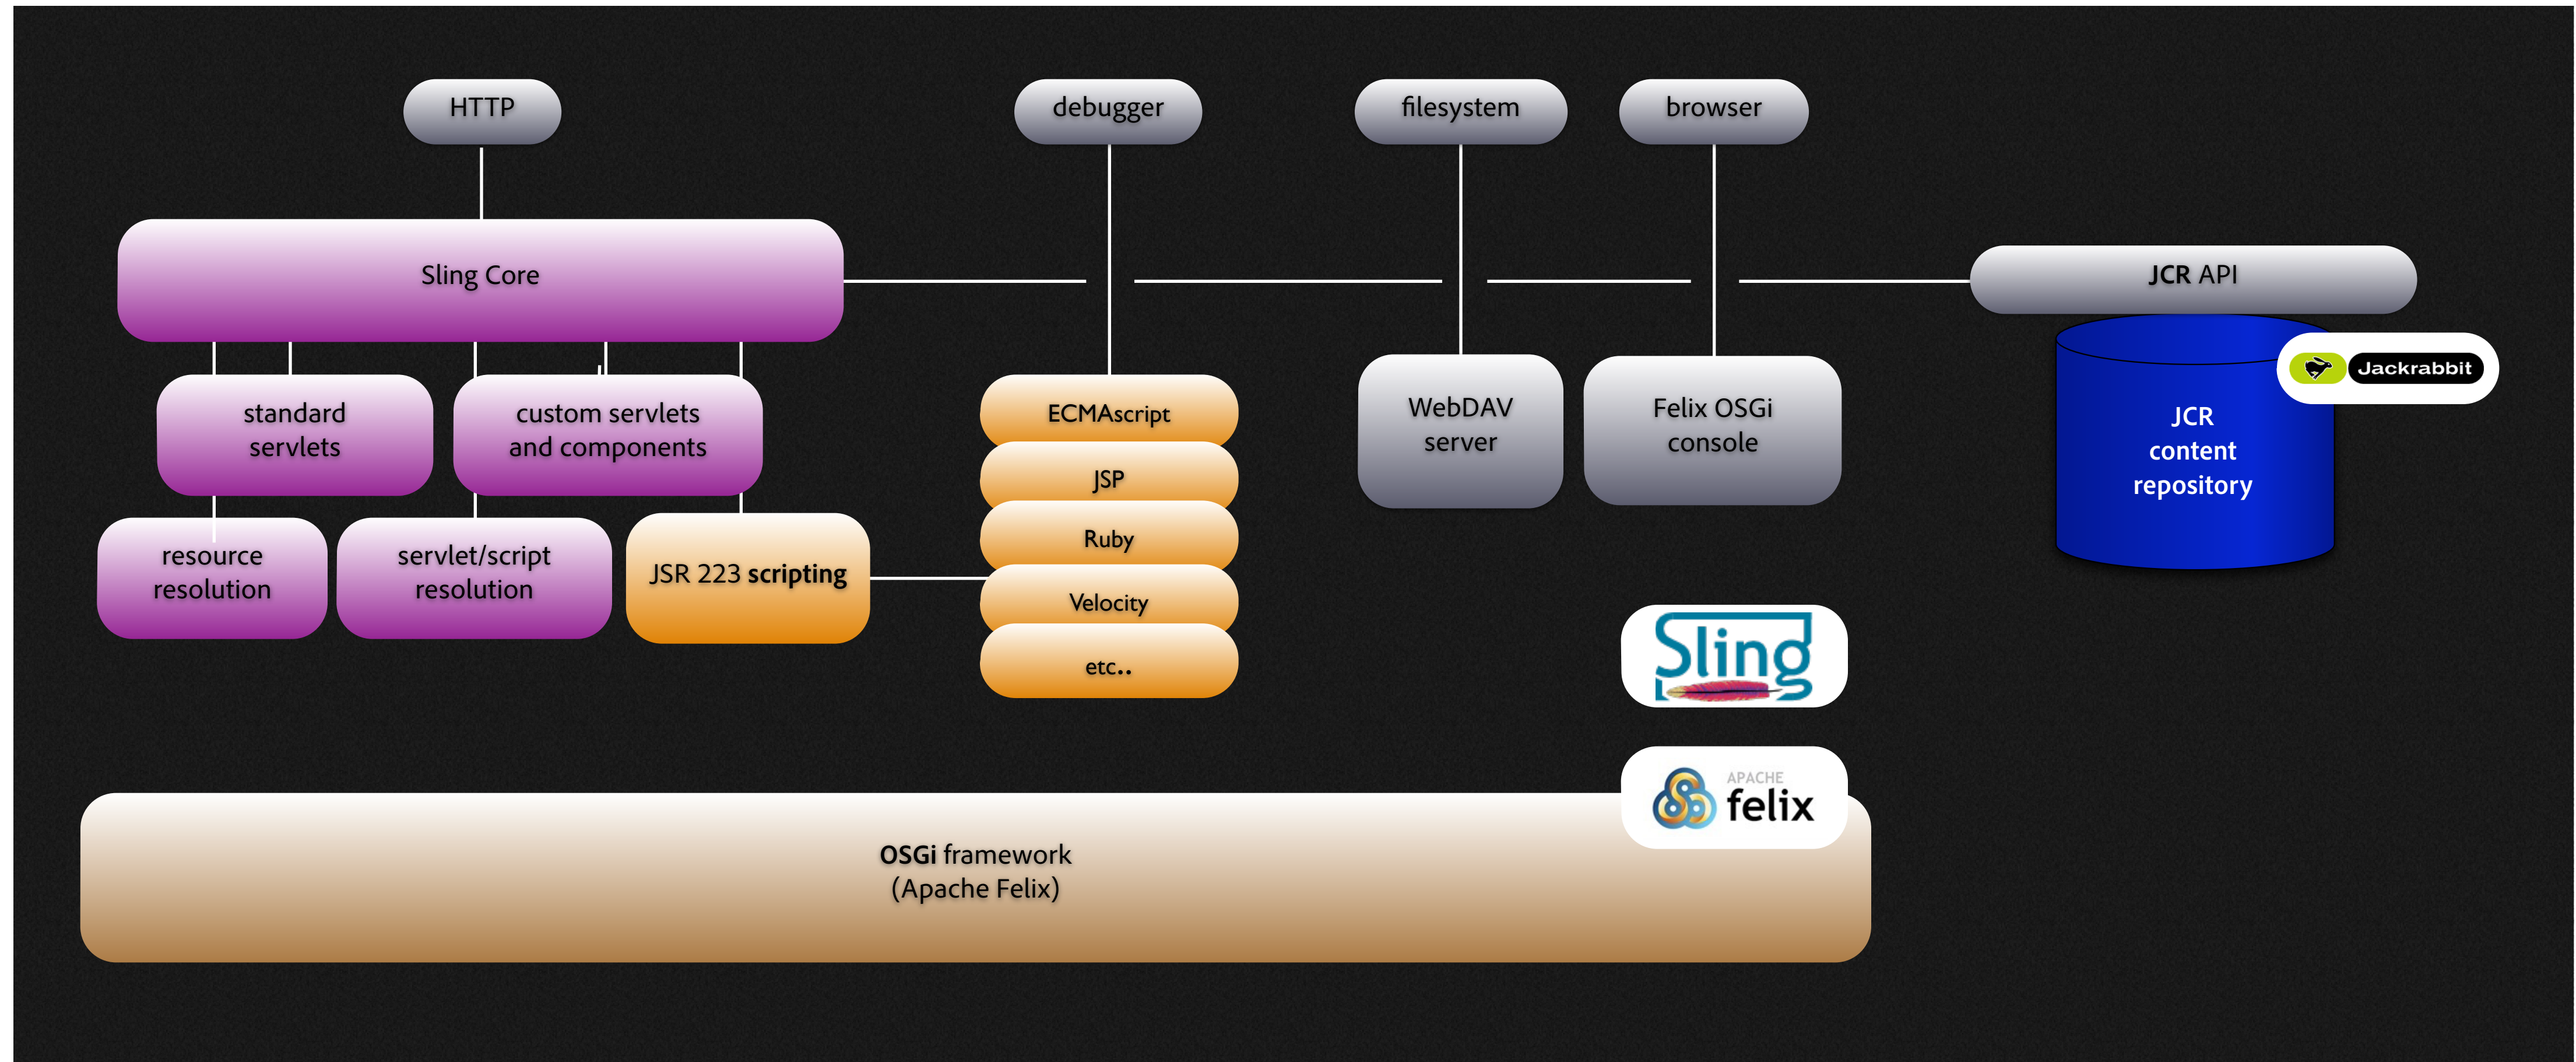 HTTP
debugger
filesystem
browser
Sling Core
JCR API
standard
servlets
custom servlets
and components
ECMAscript
JSP
Ruby
Velocity
etc..
WebDAV
server
Felix OSGi
console
Jackrabbit
JCR
content
repository
resource
resolution
servlet/script
resolution
JSR 223 scripting
Sling
APACHE
felix
OSGi framework
(Apache Felix)